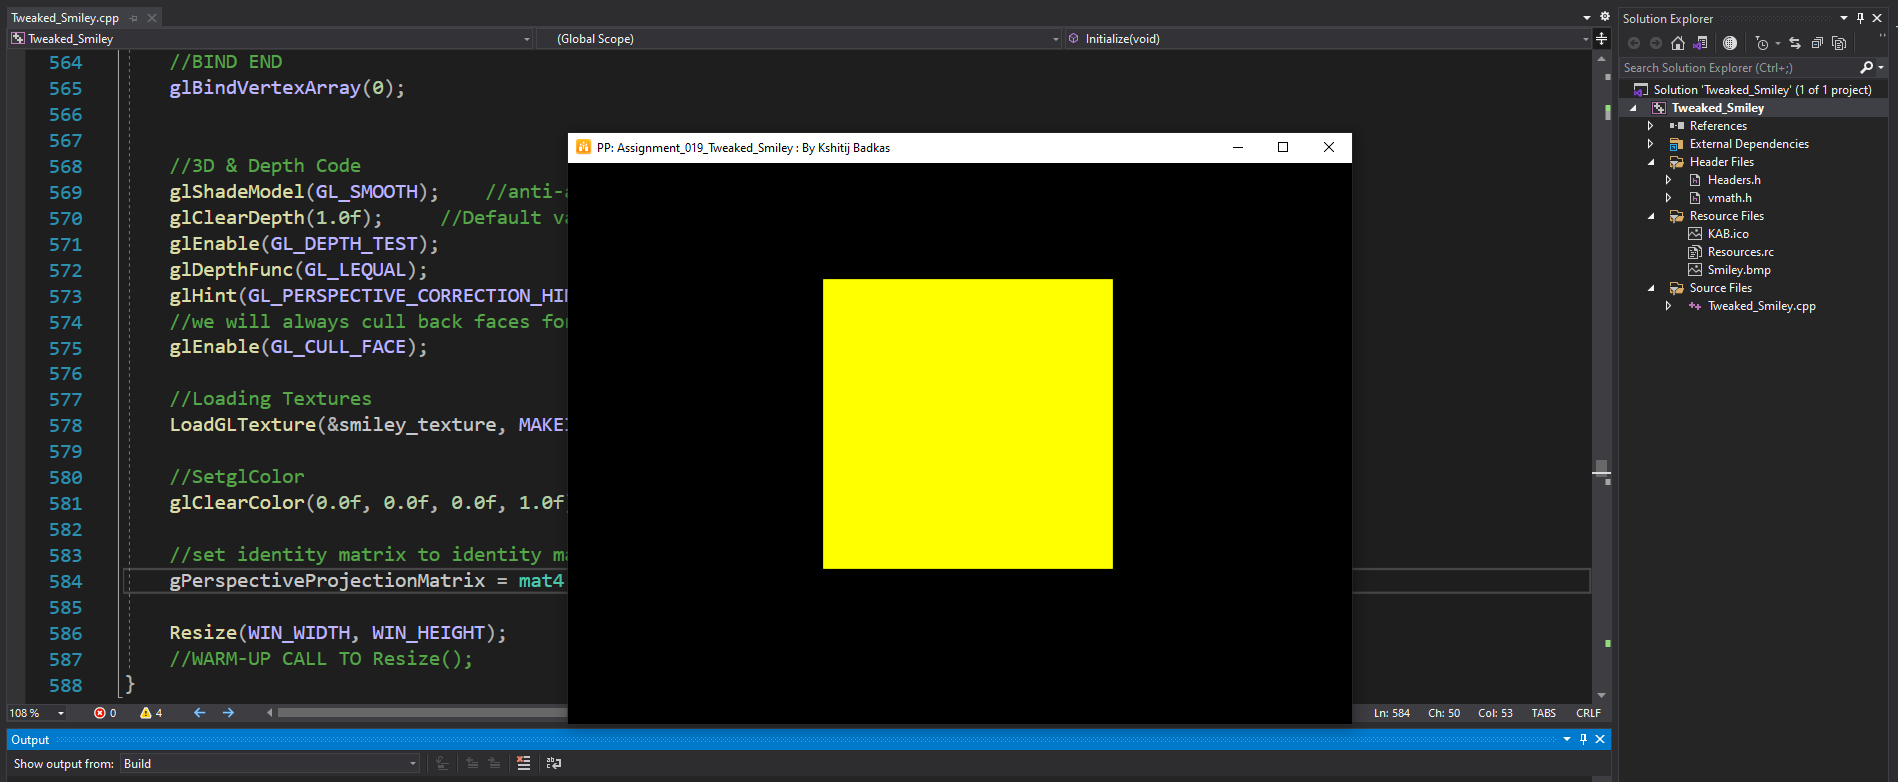 Tweaked_Smiley.cpp
Tweaked_Smiley
(Global Scope)
Initialize(void)
564 //BIND END
565 glBindVertexArray(0);
566
567
568 //3D & Depth Code
569 glShadeModel(GL_SMOOTH); //anti-a
570 glClearDepth(1.0f); //Default va
571 glEnable(GL_DEPTH_TEST);
572 glDepthFunc(GL_LEQUAL);
573 glHint(GL_PERSPECTIVE_CORRECTION_HIN
574 //we will always cull back faces for
575 glEnable(GL_CULL_FACE);
576
577 //Loading Textures
578 LoadGLTexture(&smiley_texture, MAKEI
579
580 //SetglColor
581 glClearColor(0.0f, 0.0f, 0.0f, 1.0f)
582
583 //set identity matrix to identity ma
584 gPerspectiveProjectionMatrix = mat4
585
586 Resize(WIN_WIDTH, WIN_HEIGHT);
587 //WARM-UP CALL TO Resize();
588 }
PP: Assignment_019_Tweaked_Smiley : By Kshitij Badkas
108 %
0
4
Ln: 584 Ch: 50 Col: 53 TABS CRLF
Output
Show output from: Build
Solution Explorer
Search Solution Explorer (Ctrl+;)
Solution 'Tweaked_Smiley' (1 of 1 project)
Tweaked_Smiley
References
External Dependencies
Header Files
Headers.h
vmath.h
Resource Files
KAB.ico
Resources.rc
Smiley.bmp
Source Files
Tweaked_Smiley.cpp